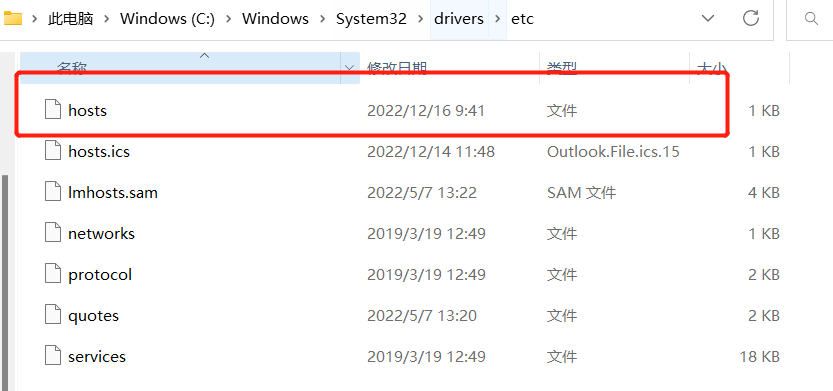 此电脑 > Windows (C:) > Windows > System32 > drivers > etc
名称 修改日期 类型 大小
hosts 2022/12/16 9:41 文件 1 KB
hosts.ics 2022/12/14 11:48 Outlook.File.ics.15 1 KB
lmhosts.sam 2022/5/7 13:22 SAM 文件 4 KB
networks 2019/3/19 12:49 文件 1 KB
protocol 2019/3/19 12:49 文件 2 KB
quotes 2022/5/7 13:20 文件 2 KB
services 2019/3/19 12:49 文件 18 KB